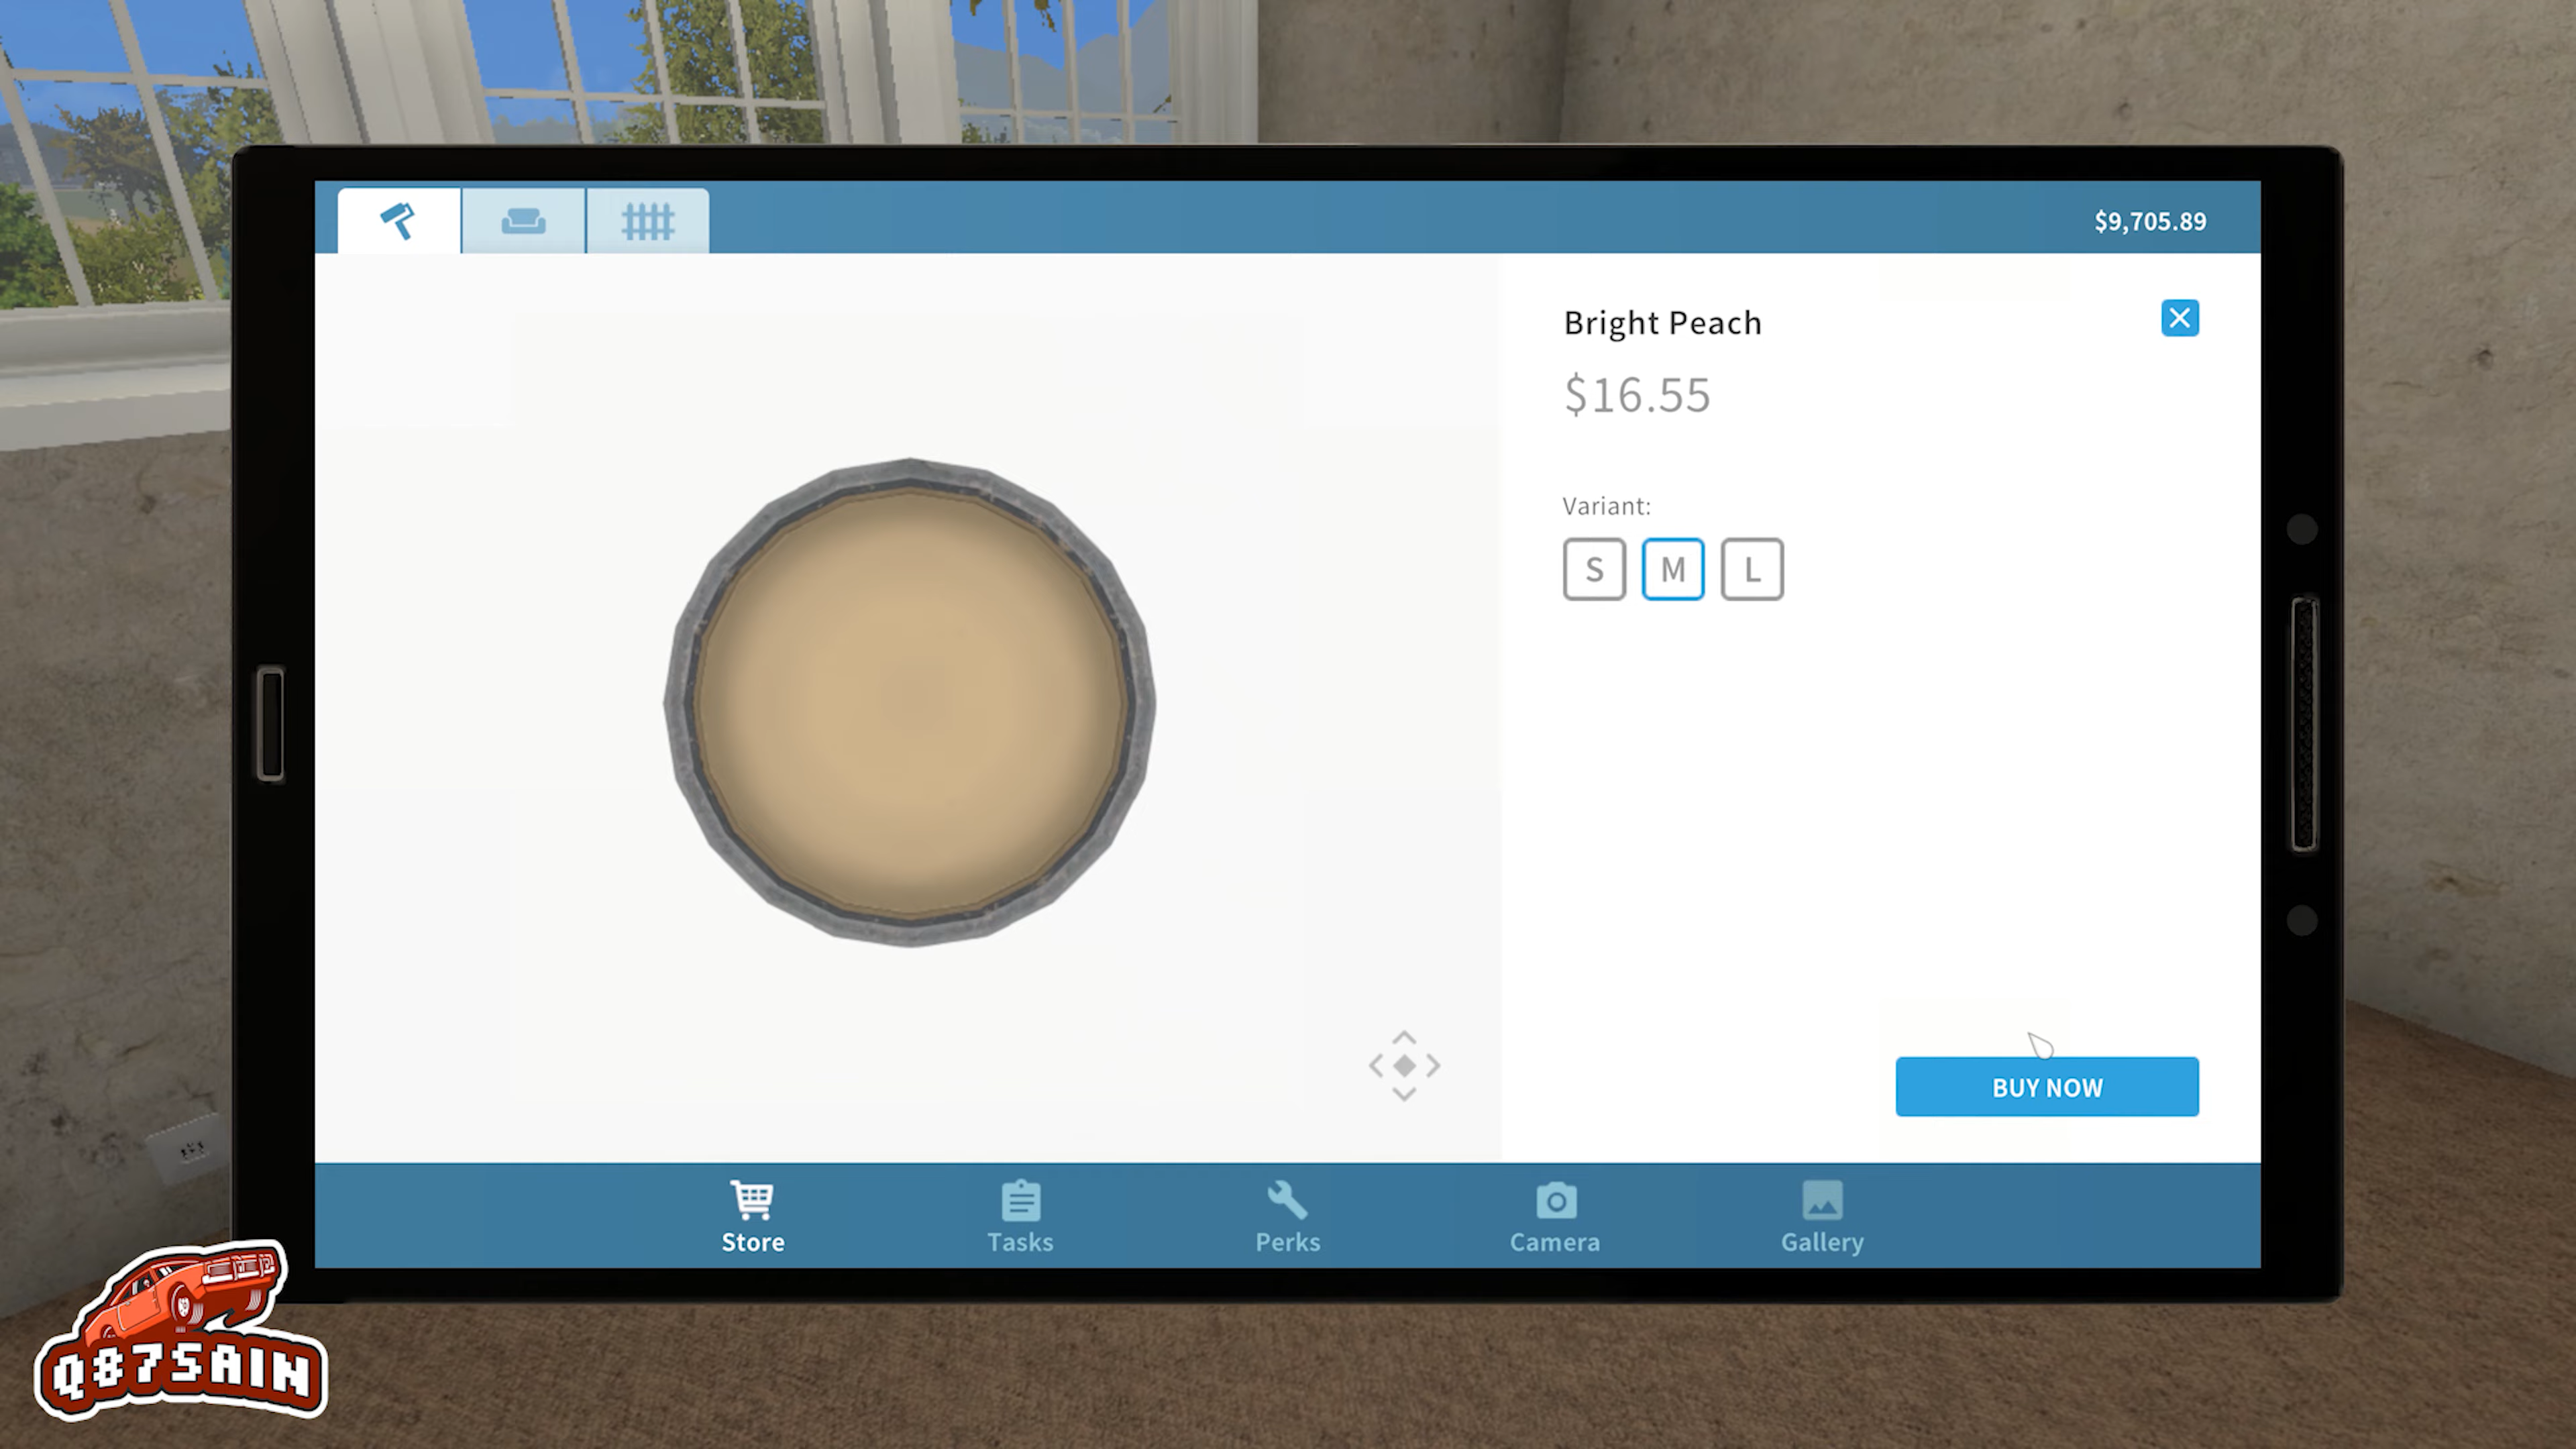 $9,705.89
Bright Peach
$16.55
Variant:
S M L
BUY NOW
Store Tasks Perks Camera Gallery
Q87SAIN